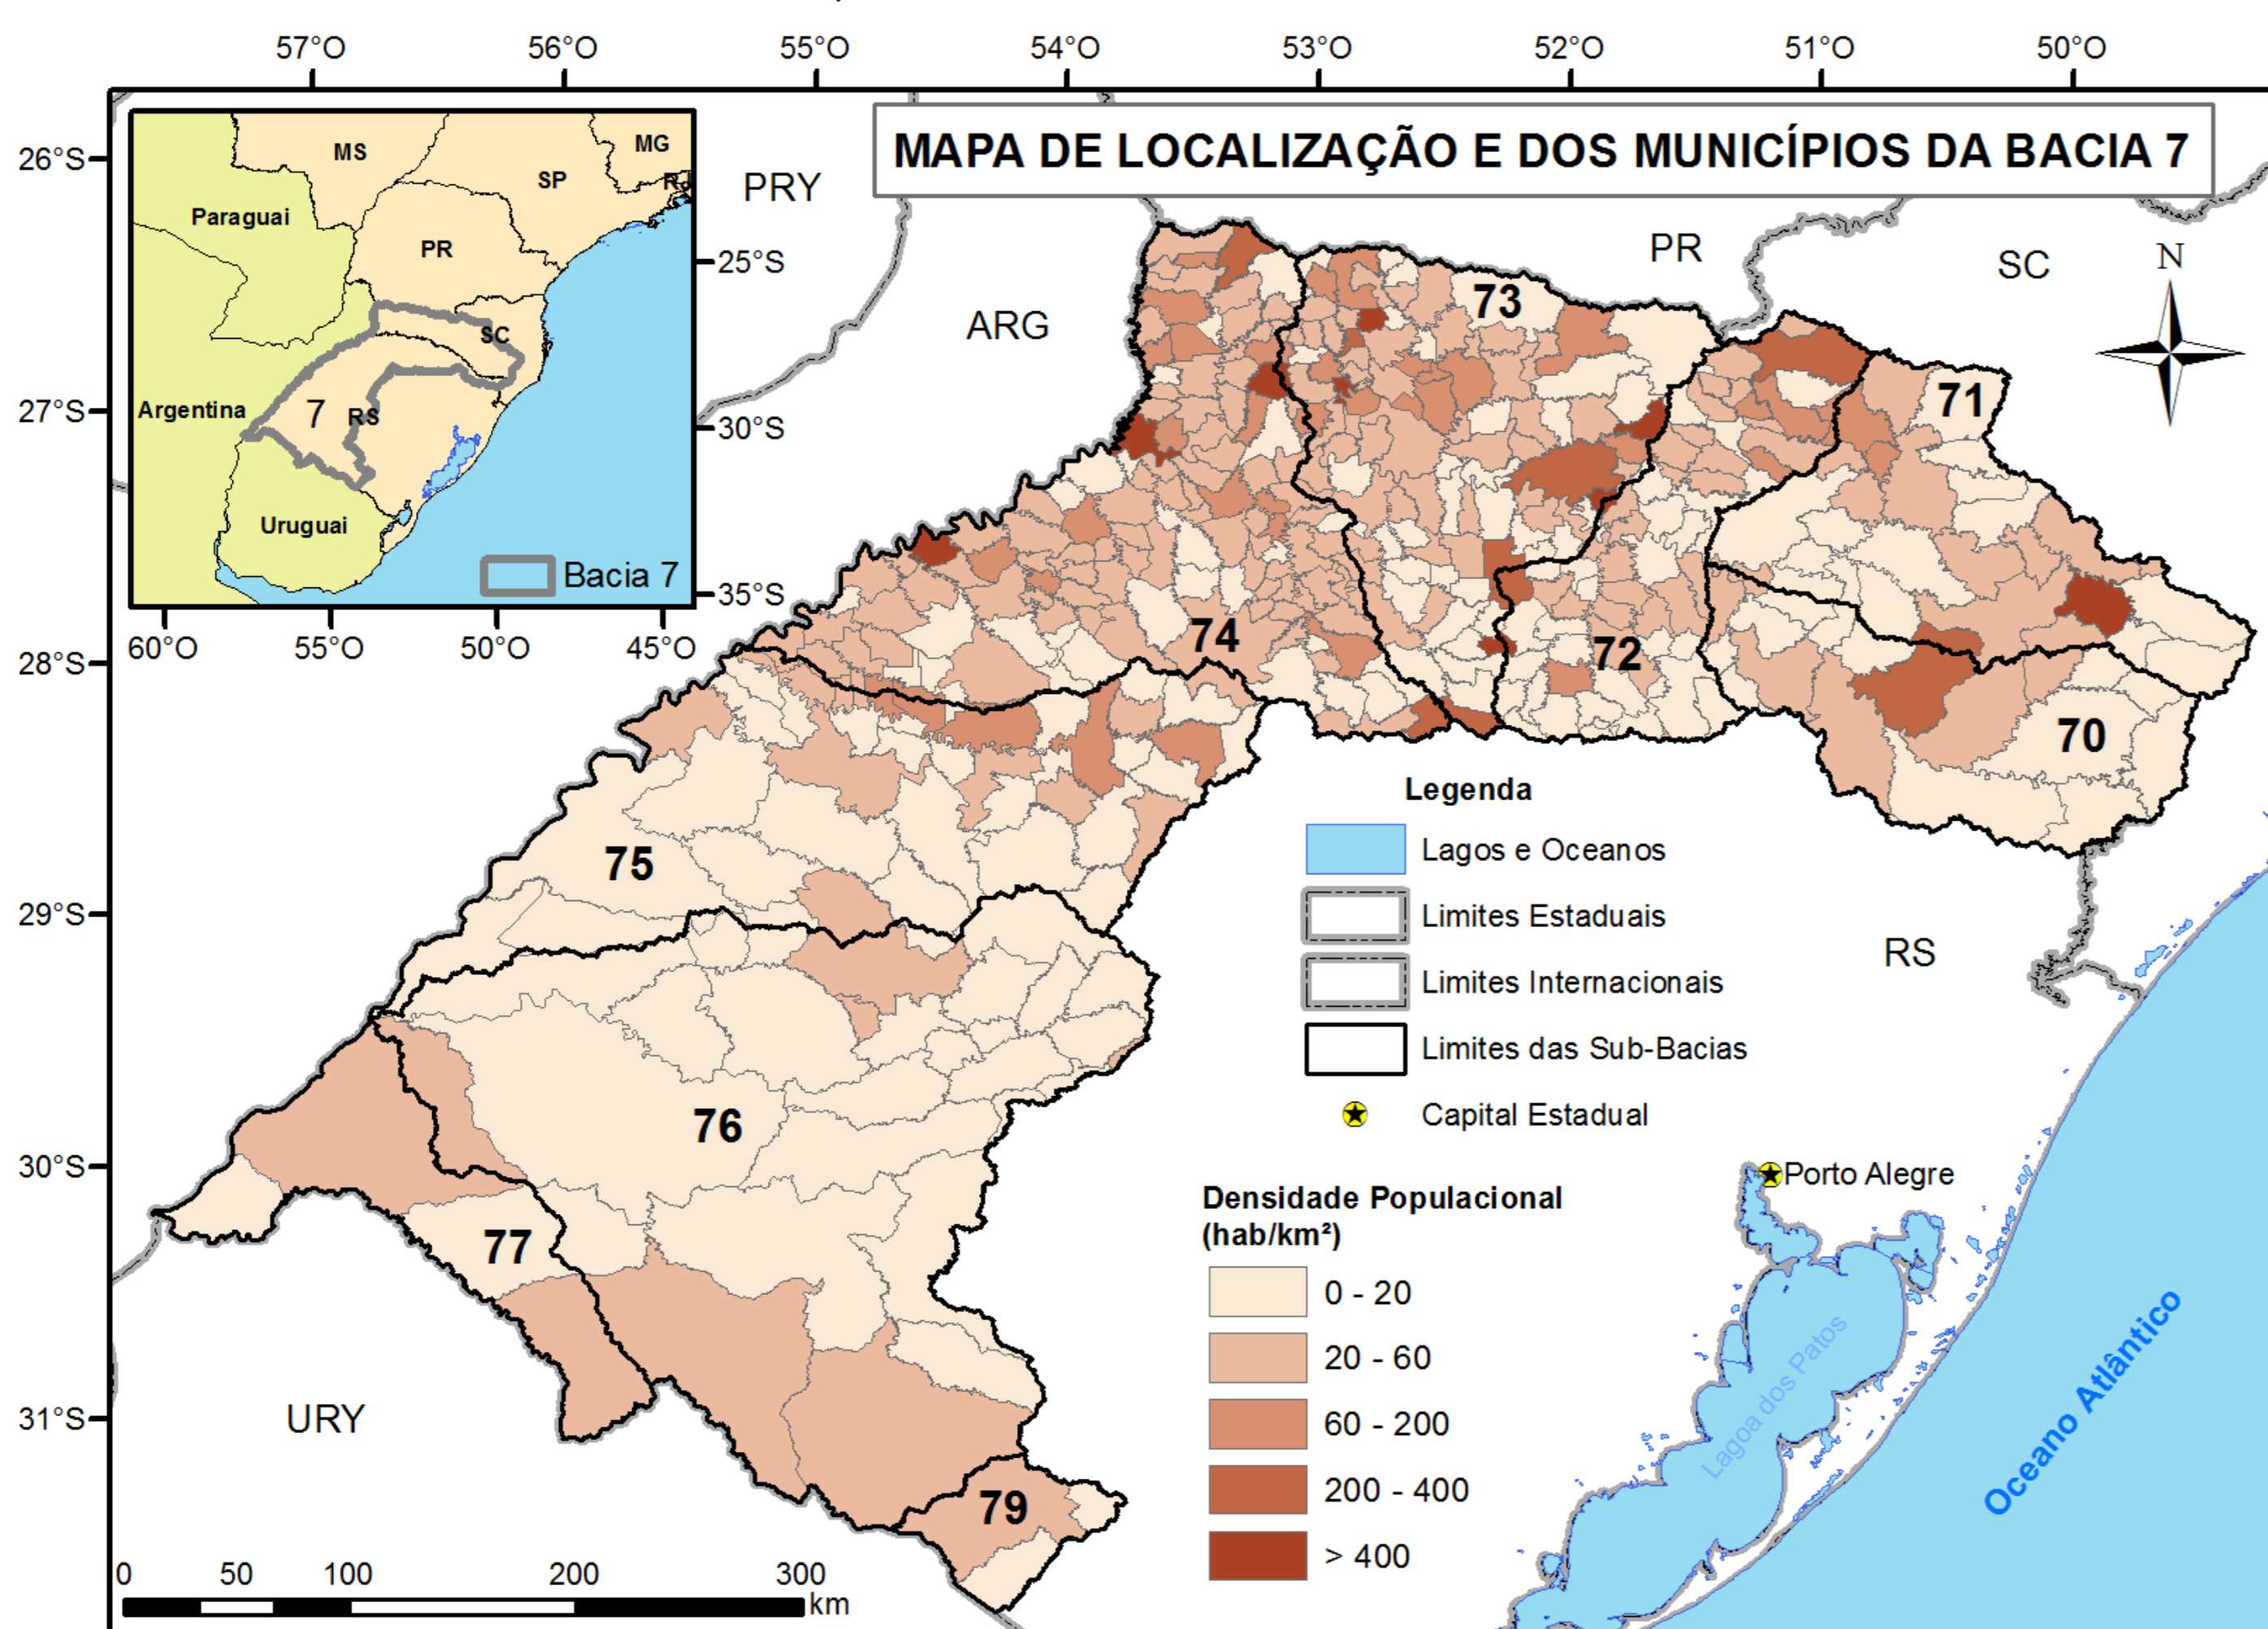 57°O 56°O 55°O 54°O 53°O 52°O 51°O 50°O
MAPA DE LOCALIZAÇÃO E DOS MUNICÍPIOS DA BACIA 7
26°S
27°S
28°S
29°S
30°S
31°S
MS
MG
SP
RJ
Paraguai
PR
SC
Argentina
7
RS
Uruguai
Bacia 7
25°S
30°S
35°S
60°O 55°O 50°O 45°O
PRY
ARG
PR
SC
N
73
71
74
72
70
75
76
77
79
RS
URY
Legenda
Lagos e Oceanos
Limites Estaduais
Limites Internacionais
Limites das Sub-Bacias
Capital Estadual
Porto Alegre
Densidade Populacional
(hab/km²)
0 - 20
20 - 60
60 - 200
200 - 400
> 400
Lagoa dos Patos
Oceano Atlântico
0 50 100 200 300
km